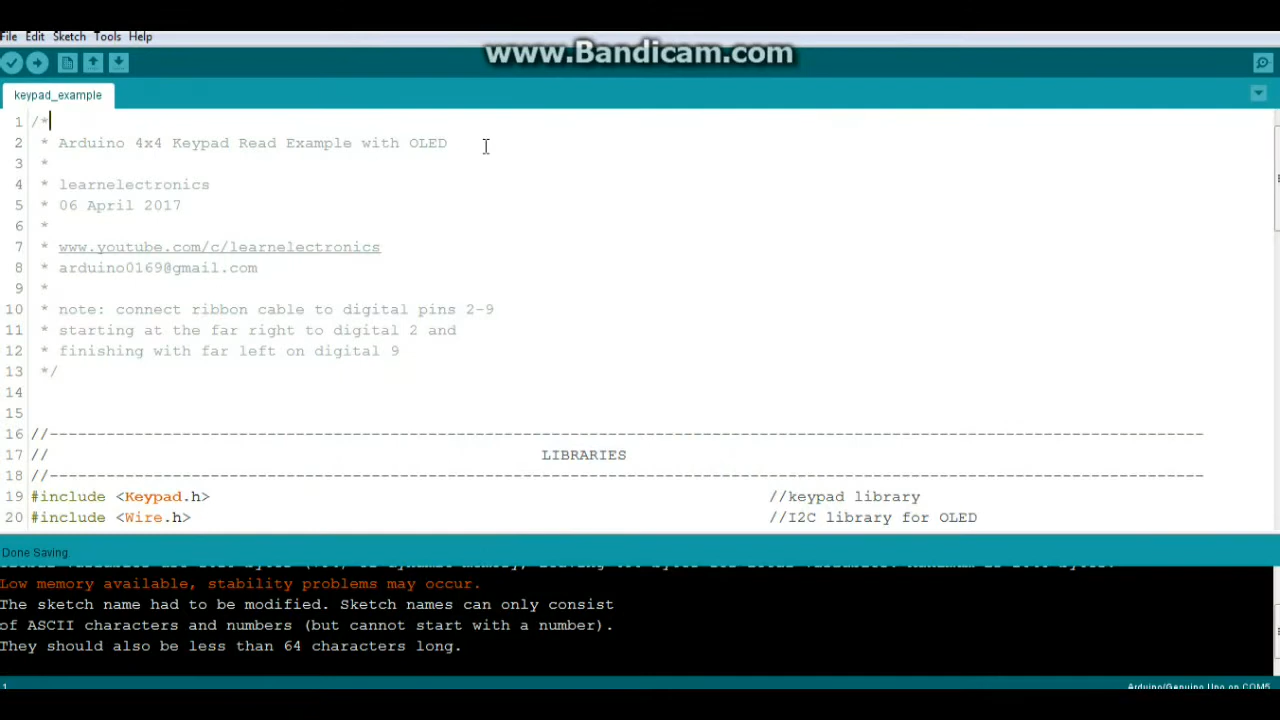 www.Bandicam.com
File Edit Sketch Tools Help
keypad_example
1 /*
2 * Arduino 4x4 Keypad Read Example with OLED
3 *
4 * learnelectronics
5 * 06 April 2017
6 *
7 * www.youtube.com/c/learnelectronics
8 * arduino0169@gmail.com
9 *
10 * note: connect ribbon cable to digital pins 2-9
11 * starting at the far right to digital 2 and
12 * finishing with far left on digital 9
13 */
14
15
16 //---------------------------------------------------------------------------------------------------------------------------
17 // LIBRARIES
18 //---------------------------------------------------------------------------------------------------------------------------
19 #include <Keypad.h> //keypad library
20 #include <Wire.h> //I2C library for OLED
Done Saving.
Low memory available, stability problems may occur.
The sketch name had to be modified. Sketch names can only consist
of ASCII characters and numbers (but cannot start with a number).
They should also be less than 64 characters long.
1 Arduino/Genuino Uno on COM5